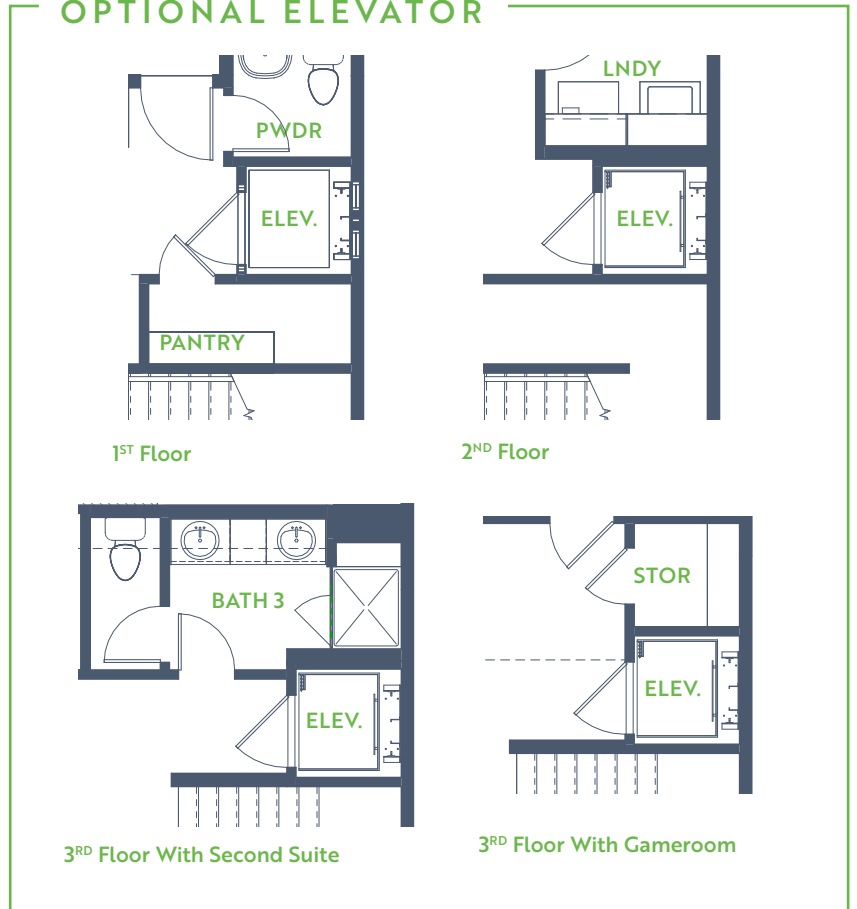 OPTIONAL ELEVATOR
PWDR
ELEV.
PANTRY
1ST Floor
LNDY
ELEV.
2ND Floor
BATH 3
ELEV.
3RD Floor With Second Suite
STOR
ELEV.
3RD Floor With Gameroom